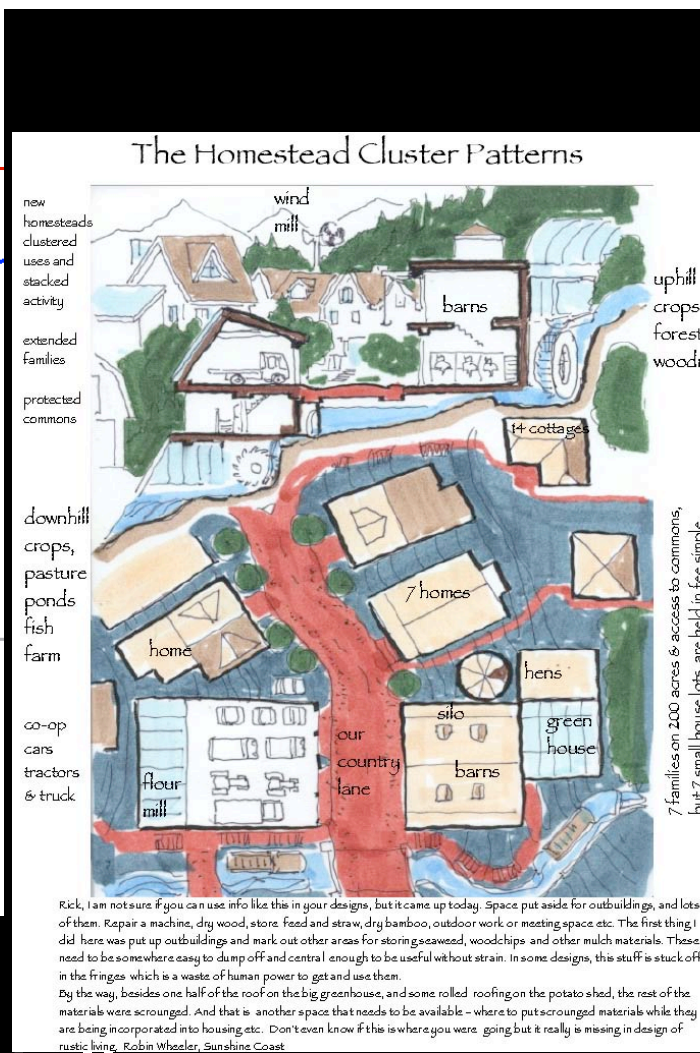 The Homestead Cluster Patterns
new
homesteads
clustered
uses and
stacked
activity
extended
families
protected
commons
wind
mill
barns
uphill
crops
forest
14 cottages
downhill
crops,
pasture
ponds
fish
farm
7 homes
home
hens
silo
green
house
barns
our
country
lane
flour
mill
co-op
cars
tractors
& truck
7 families on 200 acres & access to commons,
but 7 small house lots are held in fee simple
Rick, I am not sure if you can use info like this in your designs, but it came up today. Space put aside for outbuildings, and lots
of them. Repair a machine, dry wood, store feed and straw, dry bamboo, outdoor work or meeting space etc. The first thing I
did here was put up outbuildings and mark out other areas for storing seaweed, woodchips and other mulch materials. These
need to be somewhere easy to dump off and central enough to be useful without strain. In some designs, this stuff is stuck off
in the fringes which is a waste of human power to get and use them.
By the way, besides one half of the roof on the big greenhouse, and some rolled roofing on the potato shed, the rest of the
materials were scrounged. And that is another space that needs to be available – where to put scrounged materials while they
are being incorporated into housing etc. Don't even know if this is where you were going but it really is missing in design of
rustic living. Robin Wheeler, Sunshine Coast